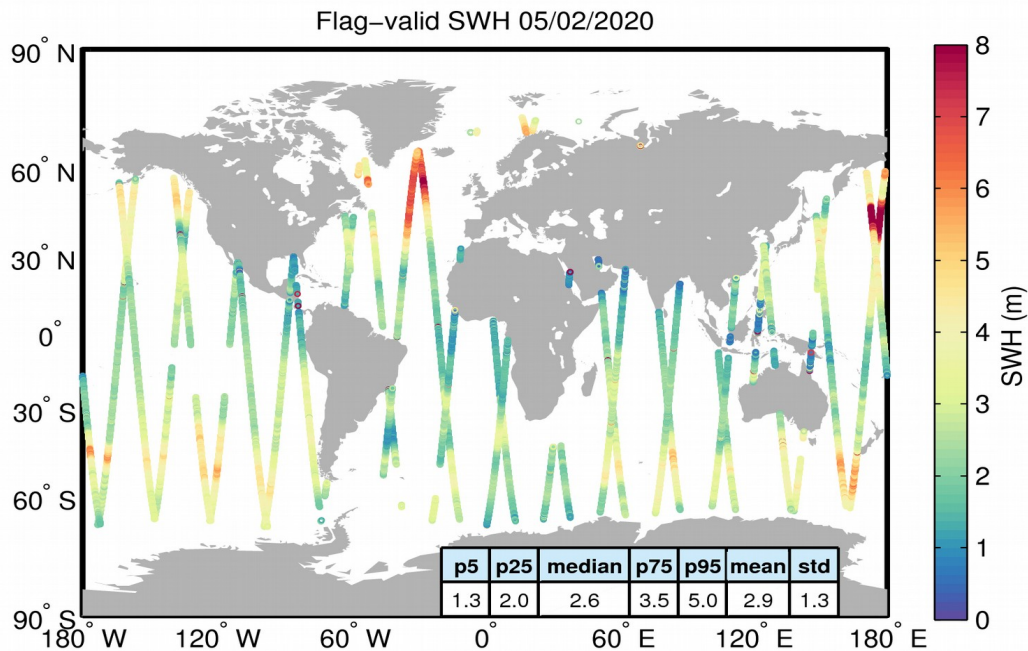 Flag−valid SWH 05/02/2020
90° N
60° N
30° N
0°
30° S
60° S
90° S
180° W
120° W
60° W
0°
60° E
120° E
180° E
p5 p25 median p75 p95 mean std
1.3 2.0 2.6 3.5 5.0 2.9 1.3
8
7
6
5
4
3
2
1
0
SWH (m)